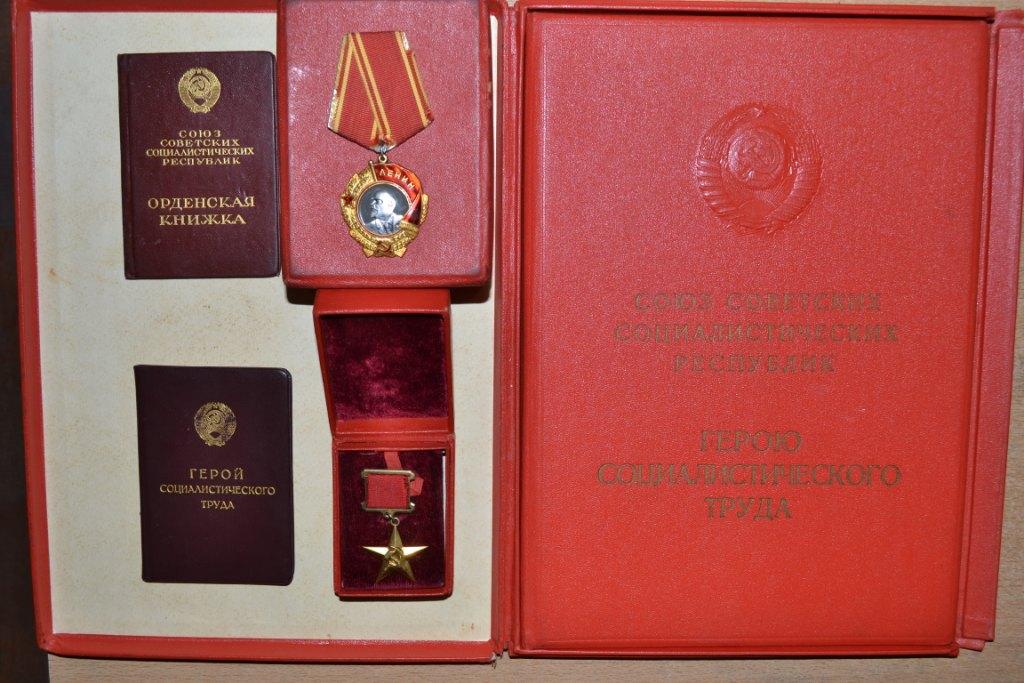 СОЮЗ
СОВЕТСКИХ
СОЦИАЛИСТИЧЕСКИХ
РЕСПУБЛИК
ОРДЕНСКАЯ
КНИЖКА
ЛЕНИН
ГЕРОЙ
СОЦИАЛИСТИЧЕСКОГО
ТРУДА
СОЮЗ СОВЕТСКИХ
СОЦИАЛИСТИЧЕСКИХ
РЕСПУБЛИК
ГЕРОЮ
СОЦИАЛИСТИЧЕСКОГО
ТРУДА